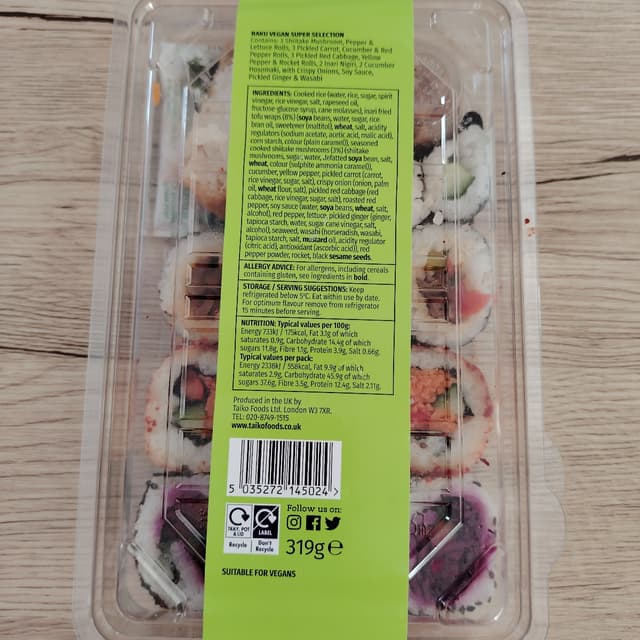 RAKU VEGAN SUPER SELECTION
Contains: 3 Shiitake Mushroom, Pepper &
Lettuce Rolls, 3 Pickled Carrot, Cucumber & Red
Pepper Rolls, 3 Pickled Red Cabbage, Yellow
Pepper & Rocket Rolls, 2 Inari Nigiri, 2 Cucumber
Hosomaki, with Crispy Onions, Soy Sauce,
Pickled Ginger & Wasabi
INGREDIENTS: Cooked rice (water, rice, sugar, spirit
vinegar, rice vinegar, salt, rapeseed oil,
fructose-glucose syrup, cane molasses), inari fried
tofu wraps (8%) (soya beans, water, sugar, rice
bran oil, sweetener (maltitol), wheat, salt, acidity
regulators (sodium acetate, acetic acid, malic acid),
corn starch, colour (plain caramel)), seasoned
cooked shiitake mushrooms (3%) (shiitake
mushrooms, sugar, water, defatted soya bean, salt,
wheat, colour (sulphite ammonia caramel)),
cucumber, yellow pepper, pickled carrot (carrot,
rice vinegar, sugar, salt), crispy onion (onion, palm
oil, wheat flour, salt), pickled red cabbage (red
cabbage, rice vinegar, sugar, salt), roasted red
pepper, soy sauce (water, soya beans, wheat, salt,
alcohol), red pepper, lettuce, pickled ginger (ginger,
tapioca starch, water, sugar cane vinegar, salt,
alcohol), seaweed, wasabi (horseradish, wasabi,
tapioca starch, salt, mustard oil, acidity regulator
(citric acid), antioxidant (ascorbic acid)), red
pepper powder, rocket, black sesame seeds.
ALLERGY ADVICE: For allergens, including cereals
containing gluten, see ingredients in bold.
STORAGE / SERVING SUGGESTIONS: Keep
refrigerated below 5°C. Eat within use by date.
For optimum flavour remove from refrigerator
15 minutes before serving.
NUTRITION: Typical values per 100g:
Energy 733kJ / 175kcal, Fat 3.1g of which
saturates 0.9g, Carbohydrate 14.4g of which
sugars 11.8g, Fibre 1.1g, Protein 3.9g, Salt 0.66g.
Typical values per pack:
Energy 2338kJ / 558kcal, Fat 9.9g of which
saturates 2.9g, Carbohydrate 45.9g of which
sugars 37.6g, Fibre 3.5g, Protein 12.4g, Salt 2.11g.
Produced in the UK by
Taiko Foods Ltd. London W3 7XR.
TEL: 020-8749-1515
www.taikofoods.co.uk
5 035272 145024 >
TRAY, POT
& LID
Recycle
LABEL
Don't
Recycle
Follow us on:
319g e
SUITABLE FOR VEGANS